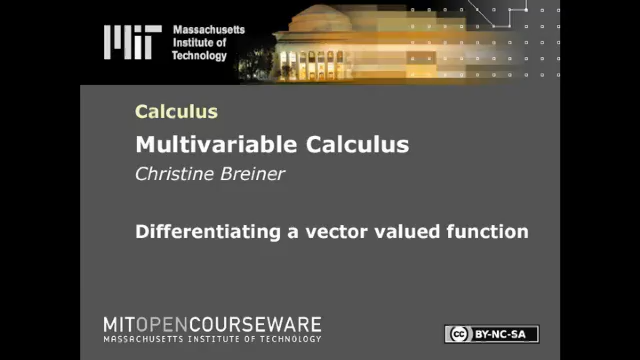 Massachusetts
Institute of
Technology
Calculus
Multivariable Calculus
Christine Breiner
Differentiating a vector valued function
MITOPENCOURSEWARE
MASSACHUSETTS INSTITUTE OF TECHNOLOGY
cc BY-NC-SA